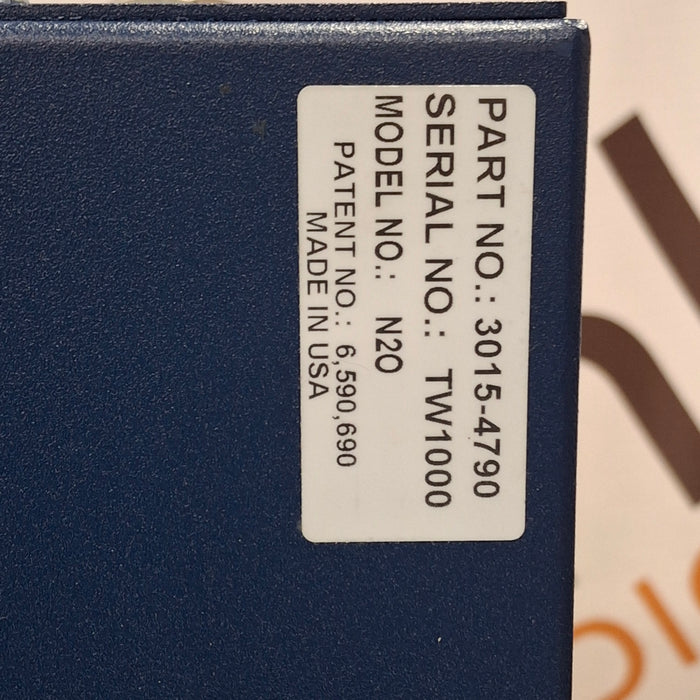 PART NO.: 3015-4790
SERIAL NO.: TW1000
MODEL NO.: N2O
PATENT NO.: 6,590,690
MADE IN USA